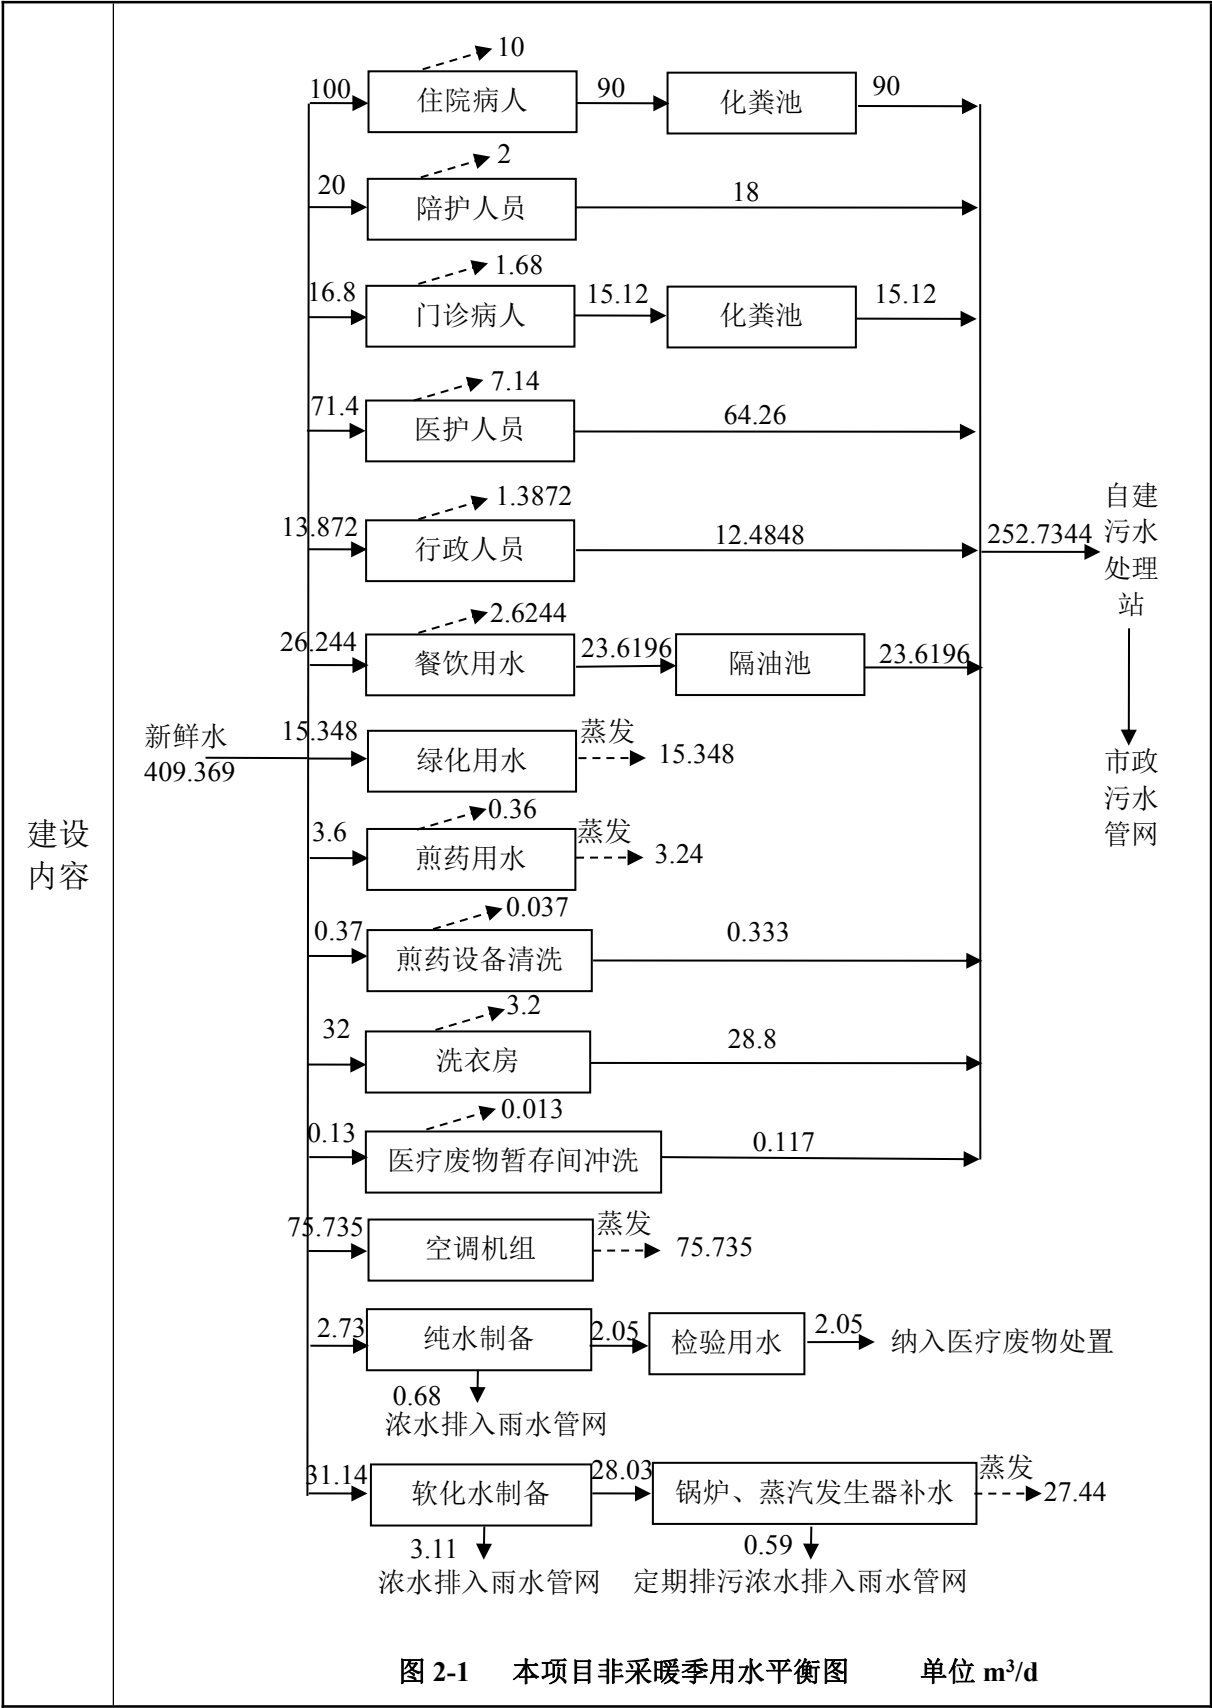 10
100
住院病人
90
化粪池
90
2
20
陪护人员
18
1.68
16.8
门诊病人
15.12
化粪池
15.12
7.14
71.4
医护人员
64.26
1.3872
13.872
行政人员
12.4848
252.7344
自建
污水
处理
站
2.6244
26.244
餐饮用水
23.6196
隔油池
23.6196
新鲜水
409.369
15.348
绿化用水
蒸发
15.348
市政
污水
管网
0.36
3.6
煎药用水
蒸发
3.24
建设
内容
0.037
0.37
煎药设备清洗
0.333
3.2
32
洗衣房
28.8
0.013
0.13
医疗废物暂存间冲洗
0.117
75.735
空调机组
蒸发
75.735
2.73
纯水制备
2.05
检验用水
2.05
纳入医疗废物处置
0.68
浓水排入雨水管网
31.14
软化水制备
28.03
锅炉、蒸汽发生器补水
蒸发
27.44
3.11
浓水排入雨水管网
0.59
定期排污浓水排入雨水管网
图 2-1 本项目非采暖季用水平衡图 单位 m³/d